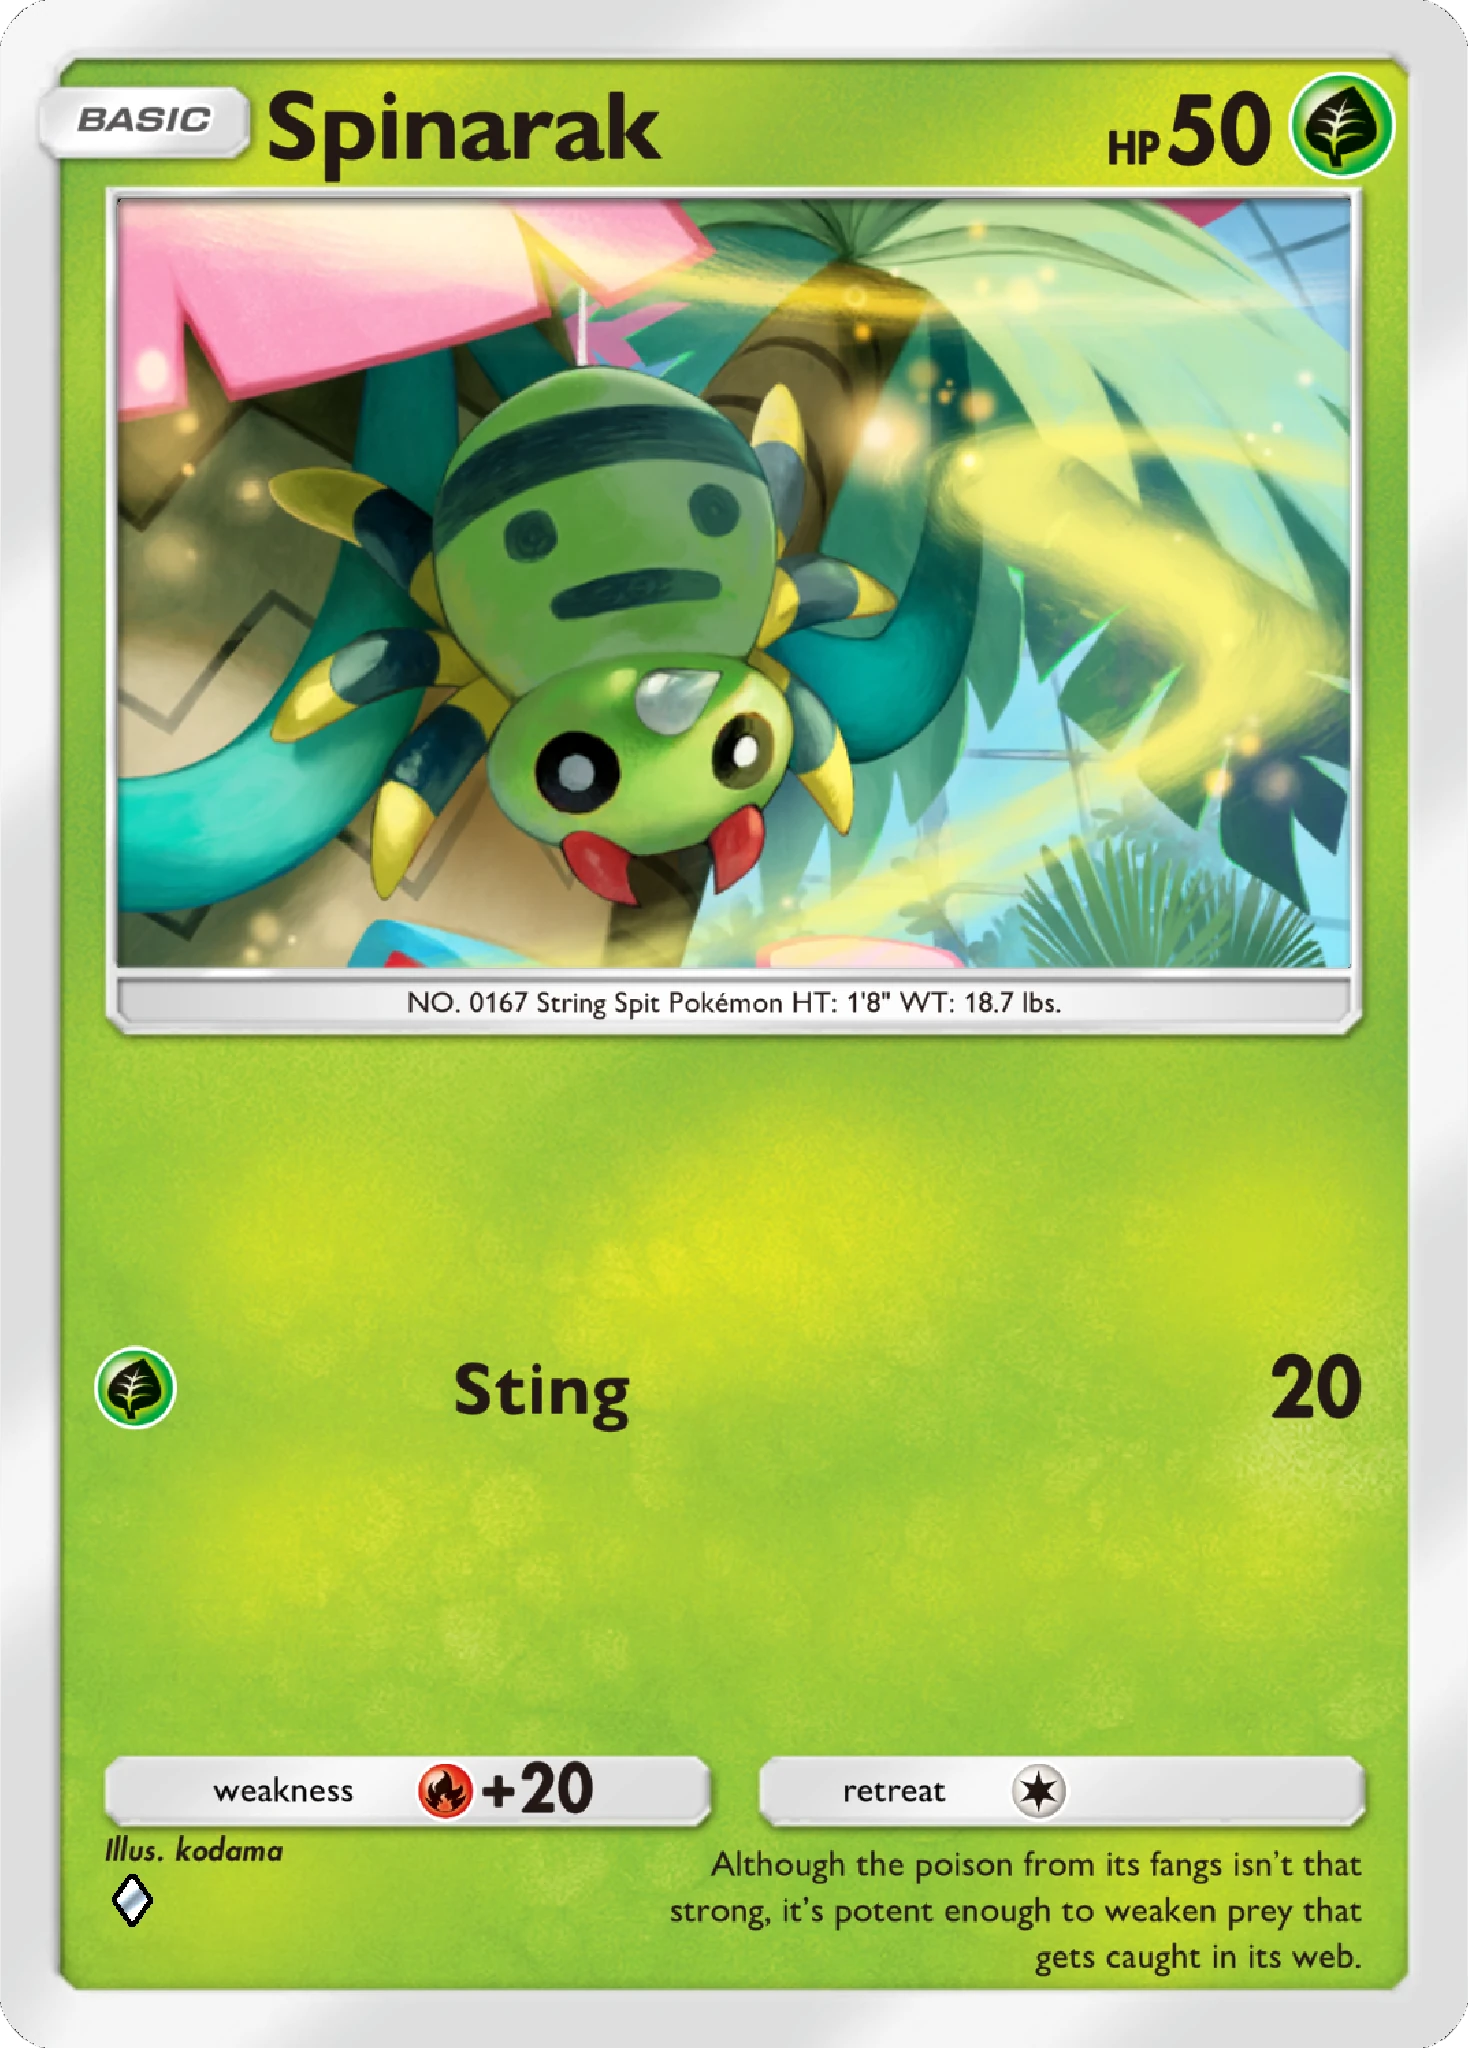 BASIC
Spinarak
HP 50
NO. 0167 String Spit Pokémon HT: 1'8" WT: 18.7 lbs.
Sting 20
weakness +20
retreat
Illus. kodama
Although the poison from its fangs isn't that
strong, it's potent enough to weaken prey that
gets caught in its web.